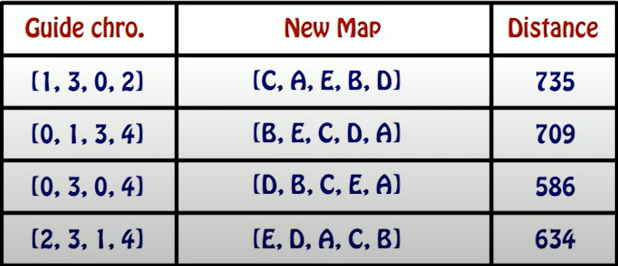 Guide chro. New Map Distance
[1, 3, 0, 2] [C, A, E, B, D] 735
[0, 1, 3, 4] [B, E, C, D, A] 709
[0, 3, 0, 4] [D, B, C, E, A] 586
[2, 3, 1, 4] [E, D, A, C, B] 634